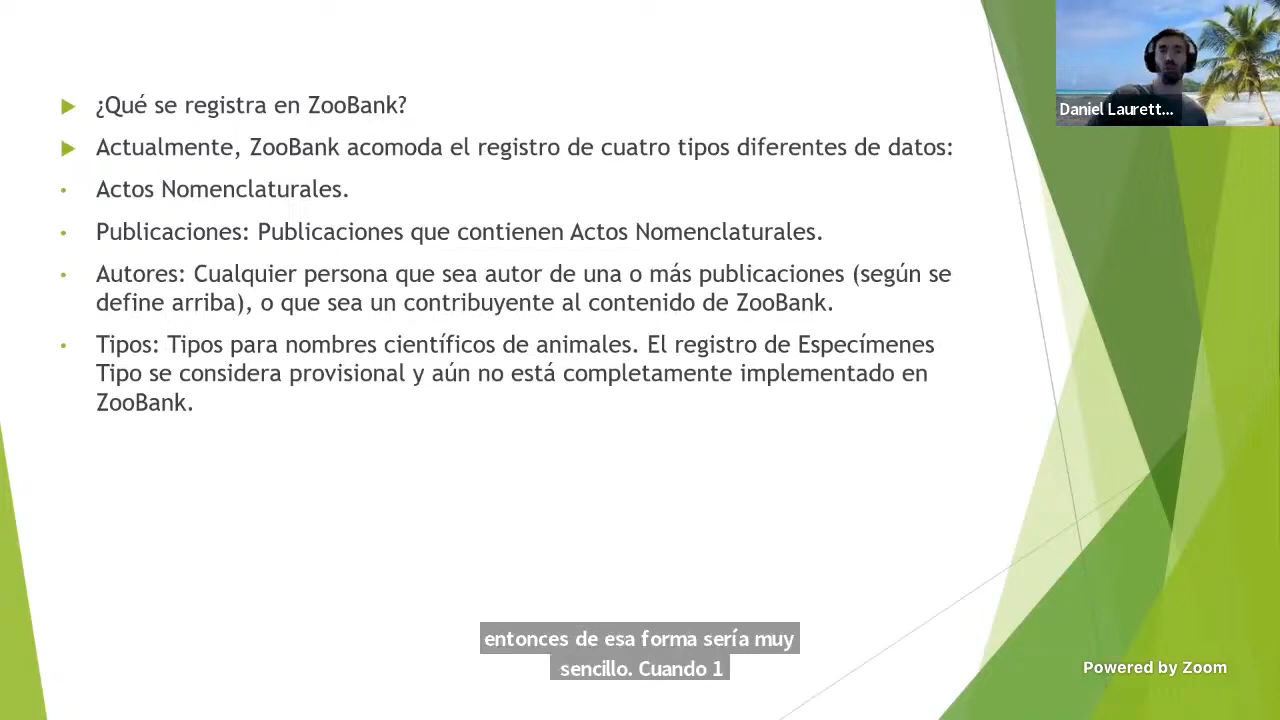 ¿Qué se registra en ZooBank?
Actualmente, ZooBank acomoda el registro de cuatro tipos diferentes de datos:
Actos Nomenclaturales.
Publicaciones: Publicaciones que contienen Actos Nomenclaturales.
Autores: Cualquier persona que sea autor de una o más publicaciones (según se
define arriba), o que sea un contribuyente al contenido de ZooBank.
Tipos: Tipos para nombres científicos de animales. El registro de Especímenes
Tipo se considera provisional y aún no está completamente implementado en
ZooBank.
Daniel Laurett...
entonces de esa forma sería muy
sencillo. Cuando 1
Powered by Zoom